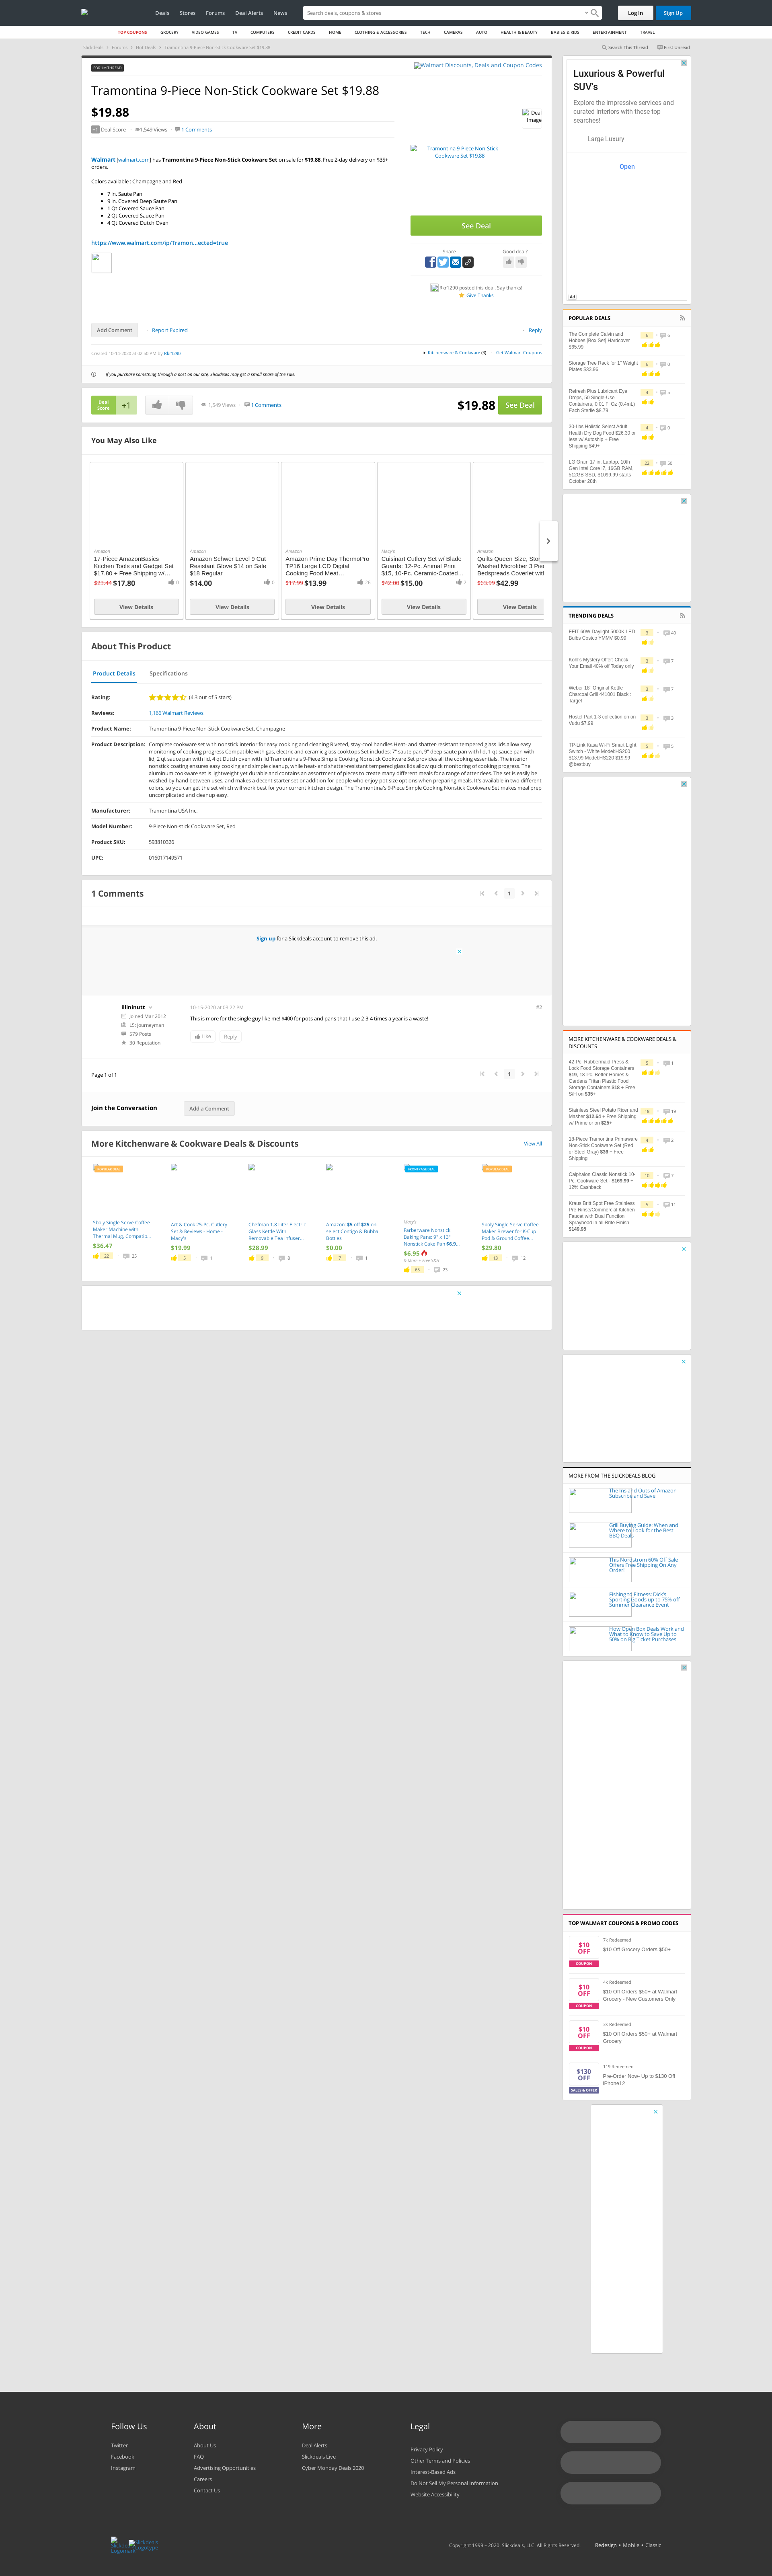 Deals Stores Forums Deal Alerts News Search deals, coupons & stores Log In Sign Up
TOP COUPONS GROCERY VIDEO GAMES TV COMPUTERS CREDIT CARDS HOME CLOTHING & ACCESSORIES TECH CAMERAS AUTO HEALTH & BEAUTY BABIES & KIDS ENTERTAINMENT TRAVEL
Slickdeals > Forums > Hot Deals > Tramontina 9-Piece Non-Stick Cookware Set $19.88
Search This Thread Find Unread
FORUM THREAD
Walmart Discounts, Deals and Coupon Codes
Tramontina 9-Piece Non-Stick Cookware Set $19.88
$19.88
+1 Deal Score 1,549 Views 1 Comments
Deal Image
Walmart [walmart.com] has Tramontina 9-Piece Non-Stick Cookware Set on sale for $19.88. Free 2-day delivery on $35+
orders.
Colors available : Champagne and Red
7 in. Saute Pan
9 in. Covered Deep Saute Pan
1 Qt Covered Sauce Pan
2 Qt Covered Sauce Pan
4 Qt Covered Dutch Oven
https://www.walmart.com/ip/Tramon...ected=true
Tramontina 9-Piece Non-Stick
Cookware Set $19.88
See Deal
Share Good deal?
posted this deal. Say thanks!
Give Thanks
Add Comment Report Expired Reply
in Kitchenware & Cookware (3) Get Walmart Coupons
If you purchase something through a post on our site, Slickdeals may get a small share of the sale.
Deal
Score +1 1,549 Views 1 Comments $19.88 See Deal
You May Also Like
Amazon
17-Piece AmazonBasics
Kitchen Tools and Gadget Set
$17.80 + Free Shipping w/...
$23.44 $17.80 0
View Details
Amazon
Amazon Schwer Level 9 Cut
Resistant Glove $14 on Sale
$18 Regular
$14.00 0
View Details
Amazon
Amazon Prime Day ThermoPro
TP16 Large LCD Digital
Cooking Food Meat...
$17.99 $13.99 26
View Details
Macy's
Cuisinart Cutlery Set w/ Blade
Guards: 12-Pc. Animal Print
$15, 10-Pc. Ceramic-Coated...
$42.00 $15.00 2
View Details
Amazon
Quilts Queen Size, Sto
Washed Microfiber 3 Pie
Bedspreads Coverlet wit
$63.99 $42.99
View Details
About This Product
Product Details Specifications
Rating: (4.3 out of 5 stars)
Reviews: 1,166 Walmart Reviews
Product Name: Tramontina 9-Piece Non-Stick Cookware Set, Champagne
Product Description: Complete cookware set with nonstick interior for easy cooking and cleaning Riveted, stay-cool handles Heat- and shatter-resistant tempered glass lids allow easy
monitoring of cooking progress Compatible with gas, electric and ceramic glass cooktops Set includes: 7" saute pan, 9" deep saute pan with lid, 1 qt sauce pan with
lid, 2 qt sauce pan with lid, 4 qt Dutch oven with lid Tramontina's 9-Piece Simple Cooking Nonstick Cookware Set provides all the cooking essentials. The interior
nonstick coating ensures easy cooking and simple cleanup, while heat- and shatter-resistant tempered glass lids are convenient for monitoring food. The
aluminum cookware set is lightweight yet durable and contains an assortment of pieces to create many different meals for a range of attendees. The set is easily be
washed by hand and makes a decent starter set or addition for people who enjoy pots and pans to use when preparing meals. It's available in two different
colors, so you can get the set which will work best for your current kitchen design. The Tramontina's 9-Piece Simple Cooking Nonstick Cookware Set makes meal prep
uncomplicated and cleanup easy.
Manufacturer: Tramontina USA Inc.
Model Number: 9-Piece Non-stick Cookware Set, Red
Product SKU: 593810326
UPC: 016017149571
1 Comments 1
Sign up for a Slickdeals account to remove this ad.
illininutt 10-15-2020 at 03:22 PM #2
Joined Mar 2012
L5: Journeyman
579 Posts
30 Reputation
This is more for the single guy like me! $400 for pots and pans that I use 2-3-4 times a year is a waste!
Like Reply
Page 1 of 1 1
Join the Conversation Add a Comment
More Kitchenware & Cookware Deals & Discounts View All
Sboly Single Serve Coffee
Maker Machine with
Thermal Mug, Compatib...
$36.47
22 25
Art & Cook 25-Pc. Cutlery
Set & Reviews - Home -
Macy's
$19.99
5 1
Chefman 1.8 Liter Electric
Glass Kettle With
Removable Tea Infuser...
$28.99
9 8
Amazon: $5 off $25 on
select Contigo & Bubba
Bottles
$0.00
7 1
FRONTPAGE DEAL
Macy's
Farberware Nonstick
Baking Pans: 9" x 13"
Nonstick Cake Pan $6.9...
$6.95
& More + Free S&H
65 23
Sboly Single Serve Coffee
Maker Brewer for K-Cup
Pod & Ground Coffee...
$29.80
13 12
Luxurious & Powerful
SUV's
Explore the impressive services and
curated interior with these top
searches!
Large Luxury
Open
Ad
POPULAR DEALS
The Complete Calvin and
Hobbes [Box Set] Hardcover
$65.99
Storage Tree Rack for 1" Weight
Plates $33.96
Refresh Plus Lubricant Eye
Drops, 50 Single-Use
Containers, 0.01 Fl Oz (0.4mL)
Each Sterile $6.79
30-Lbs Holistic Select Adult
Health Dry Dog Food $26.30 or
less w/ Autoship + Free
Shipping $49+
LG Gram 17 in. Laptop, 10th
Gen Intel Core i7, 16GB RAM,
512GB SSD, $1099.99 starts
October 28th
TRENDING DEALS
FEIT 60W Daylight 5000K LED
Bulbs Costco YMMV $0.99
Kohl's Mystery Offer: Check
Your Email 40% off Today only
Weber 18" Original Kettle
Charcoal Grill 441001 Black :
Target
Hostel Part 1-3 collection on on
Vudu $7.99
TP-Link Kasa Wi-Fi Smart Light
Switch - White Model:HS200
$13.99 Model:HS220 $19.99
@bestbuy
MORE KITCHENWARE & COOKWARE DEALS &
DISCOUNTS
42-Pc. Rubbermaid Press &
Lock Food Storage Containers
$19, 16-Pc. Better Homes &
Gardens Tritan Plastic Food
Storage Containers $18 + Free
S/H on $35+
Stainless Steel Potato Ricer and
Masher $12.64 + Free Shipping
w/ Prime or on $25+
18-Piece Tramontina Primaware
Non-Stick Cookware Set (Red
or Steel Gray) $36 + Free
Shipping
Calphalon Classic Nonstick 10-
Pc. Cookware Set - $169.99 +
12% Cashback
Kraus Britt Spot Free Stainless
Pre-Rinse/Commercial Kitchen
Faucet with Dual Function
Sprayhead in all-Brite Finish
$149.95
MORE FROM THE SLICKDEALS BLOG
The Ins and Outs of Amazon
Subscribe and Save
Grill Buying Guide: When and
Where to Look for the Best
BBQ Deals
This Nordstrom 60% Off Sale
Offers Free Shipping On Any
Order!
Fishing to Fitness: Dick's
Sporting Goods up to 75% off
Summer Clearance Event
How Open Box Deals Work and
What to Know to Save Up to
50% on Big Ticket Purchases
TOP WALMART COUPONS & PROMO CODES
$10
OFF
COUPON
7k Redeemed
$10 Off Grocery Orders $50+
$10
OFF
COUPON
4k Redeemed
$10 Off Orders $50+ at Walmart
Grocery - New Customers Only
$10
OFF
COUPON
3k Redeemed
$10 Off Orders $50+ at Walmart
Grocery
$130
OFF
SALES & OFFER
119 Redeemed
Pre-Order Now- Up to $130 Off
iPhone12
Follow Us
Twitter
Facebook
Instagram
About
About Us
FAQ
Advertising Opportunities
Careers
Contact Us
More
Deal Alerts
Slickdeals Live
Cyber Monday Deals 2020
Legal
Privacy Policy
Other Terms and Policies
Interest-Based Ads
Do Not Sell My Personal Information
Website Accessibility
Copyright 1999 – 2020. Slickdeals, LLC. All Rights Reserved. Redesign • Mobile • Classic